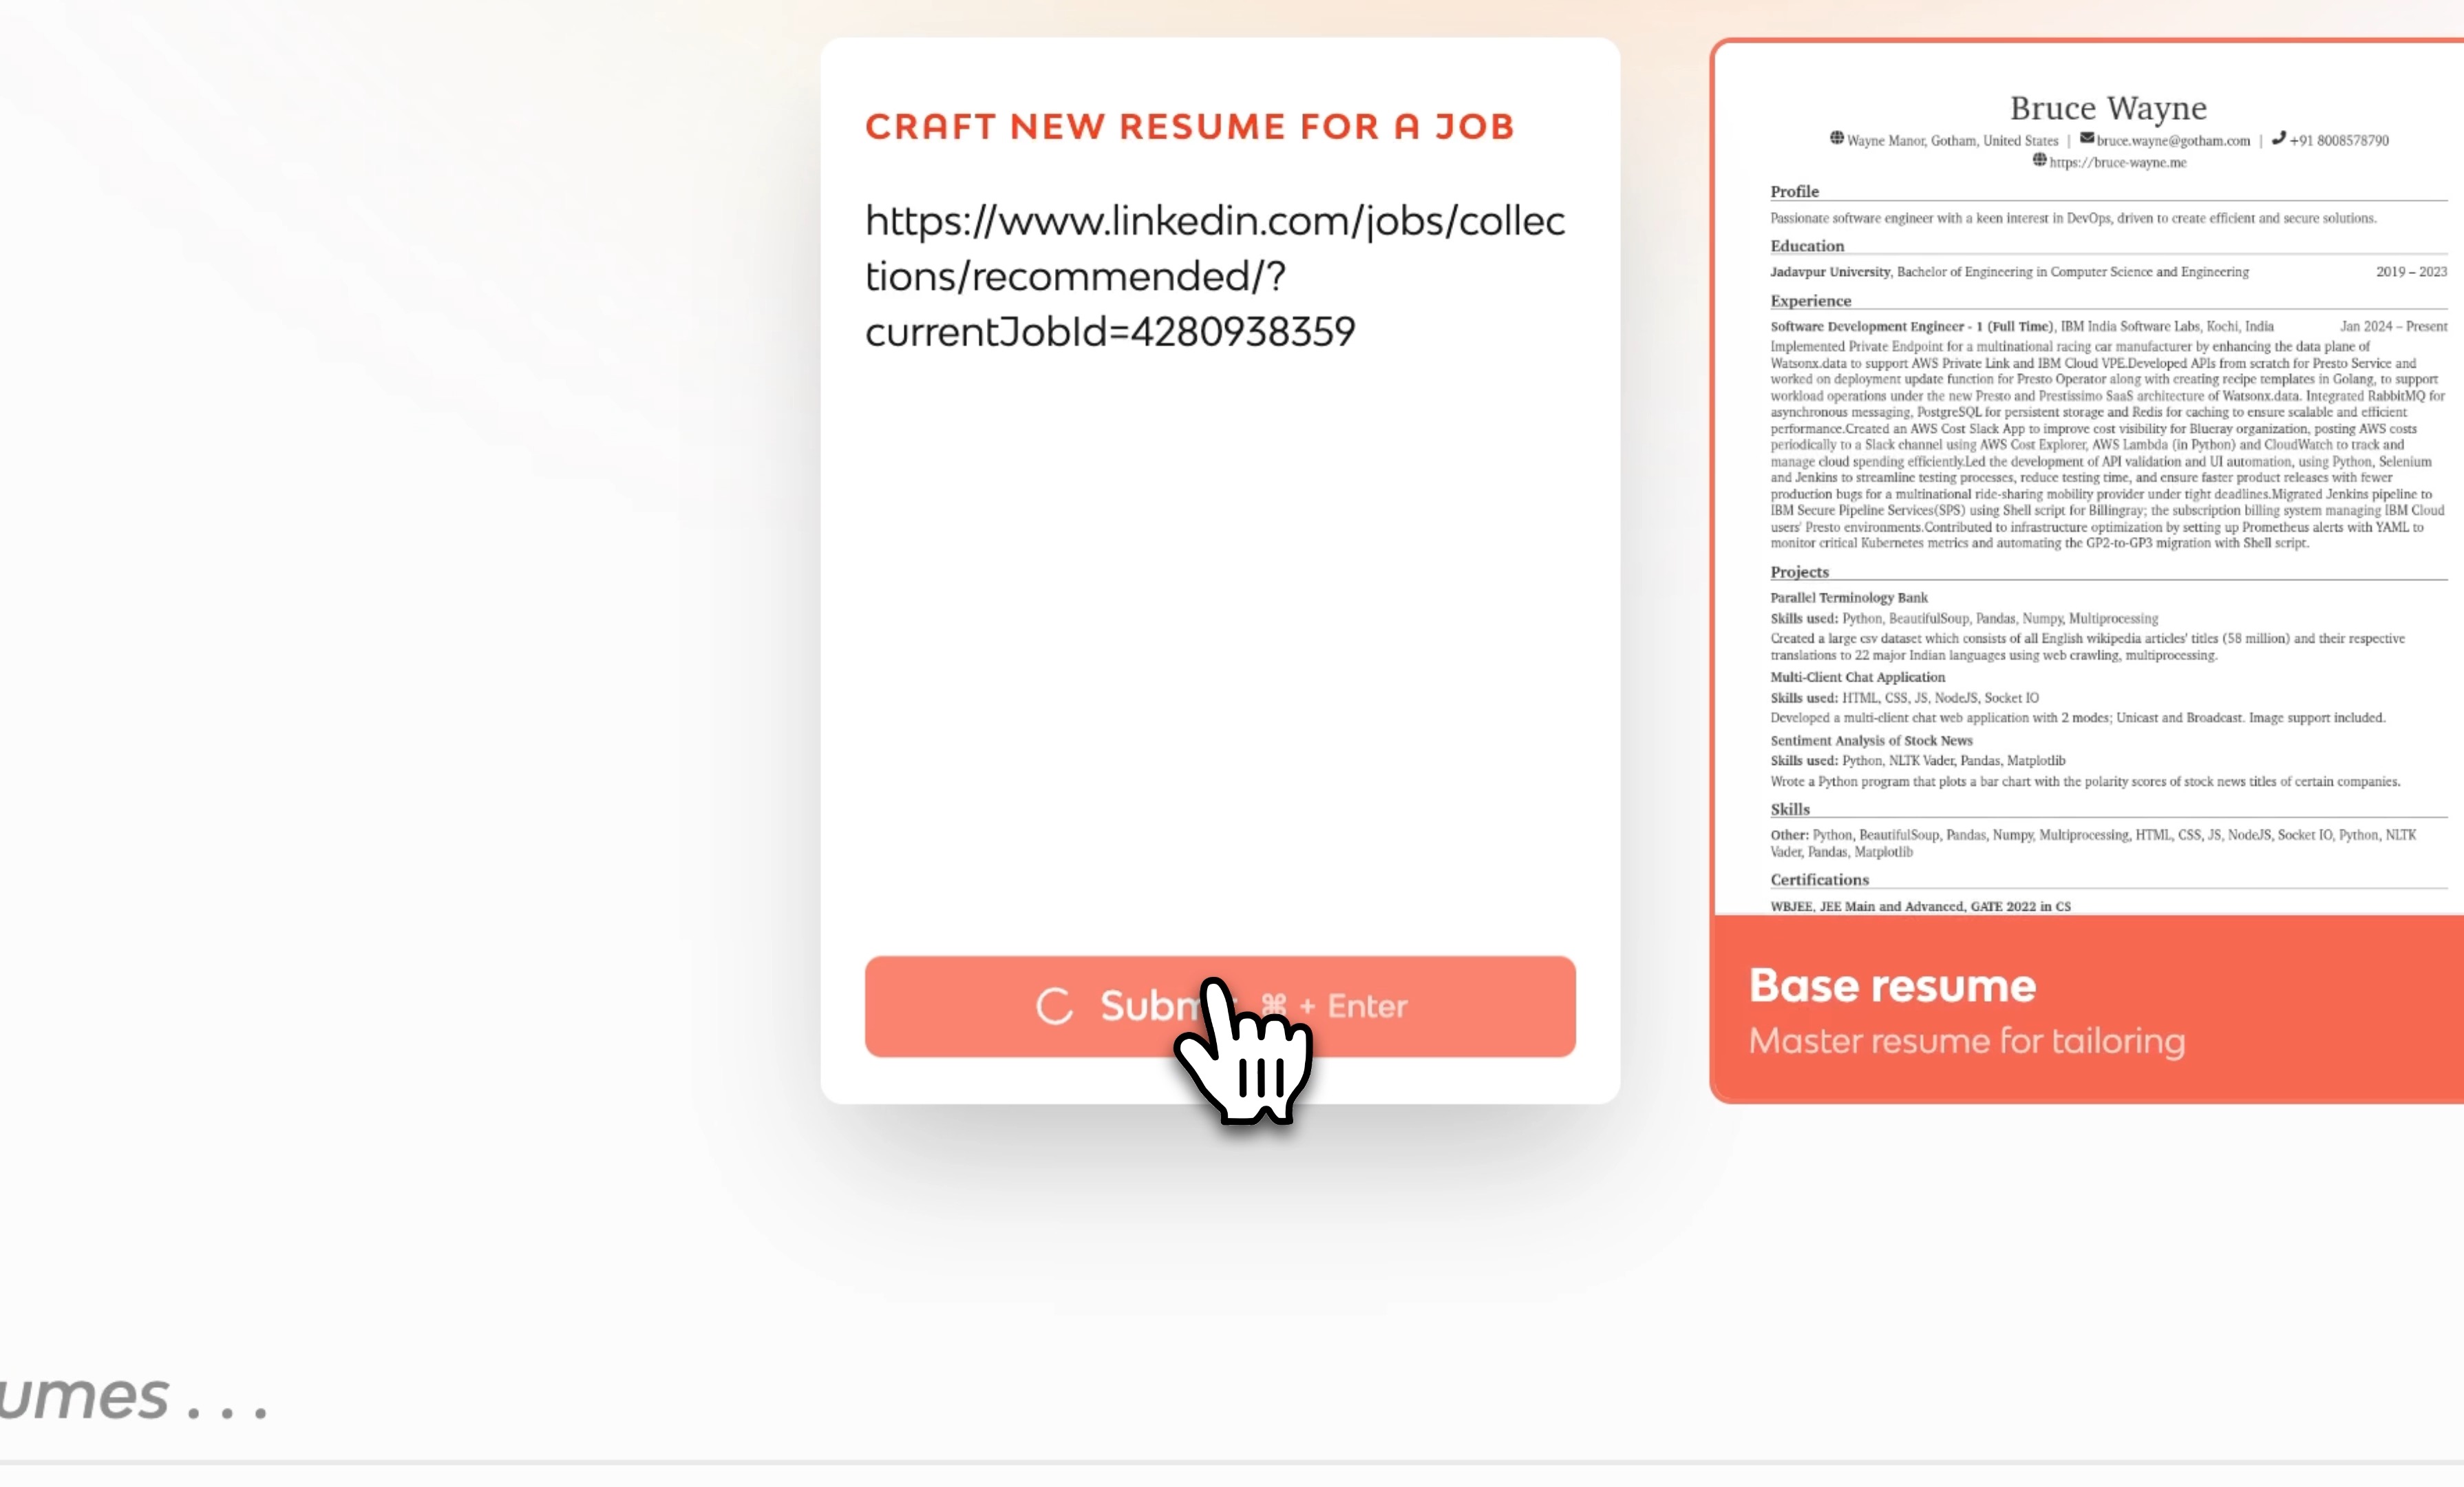 CRAFT NEW RESUME FOR A JOB
https://www.linkedin.com/jobs/collec
tions/recommended/?
currentJobId=4280938359
⌘ + Enter
Bruce Wayne
Wayne Manor, Gotham, United States | bruce.wayne@gotham.com | +91 8008578790
https://bruce-wayne.me
Profile
Passionate software engineer with a keen interest in DevOps, driven to create efficient and secure solutions.
Education
Jadavpur University, Bachelor of Engineering in Computer Science and Engineering 2019 – 2023
Experience
Software Development Engineer - 1 (Full Time), IBM India Software Labs, Kochi, India Jan 2024 – Present
Implemented Private Endpoint for a multinational racing car manufacturer by enhancing the data plane of
Watsonx.data to support AWS Private Link and IBM Cloud VPE.Developed APIs from scratch for Presto Service and
worked on deployment update function for Presto Operator along with creating recipe templates in Golang, to support
workload operations under the new Presto and Prestissimo SaaS architecture of Watsonx.data. Integrated RabbitMQ for
asynchronous messaging, PostgreSQL for persistent storage and Redis for caching to ensure scalable and efficient
performance.Created an AWS Cost Slack App to improve cost visibility for Blueray organization, posting AWS costs
periodically to a Slack channel using AWS Cost Explorer, AWS Lambda (in Python) and CloudWatch to track and
manage cloud spending efficiently.Led the development of API validation and UI automation, using Python, Selenium
and Jenkins to streamline testing processes, reduce testing time, and ensure faster product releases with fewer
production bugs for a multinational ride-sharing mobility provider under tight deadlines.Migrated Jenkins pipeline to
IBM Secure Pipeline Services(SPS) using Shell script for Billingray; the subscription billing system managing IBM Cloud
users' Presto environments.Contributed to infrastructure optimization by setting up Prometheus alerts with YAML to
monitor critical Kubernetes metrics and automating the GP2-to-GP3 migration with Shell script.
Projects
Parallel Terminology Bank
Skills used: Python, BeautifulSoup, Pandas, Numpy, Multiprocessing
Created a large csv dataset which consists of all English wikipedia articles' titles (58 million) and their respective
translations to 22 major Indian languages using web crawling, multiprocessing.
Multi-Client Chat Application
Skills used: HTML, CSS, JS, NodeJS, Socket IO
Developed a multi-client chat web application with 2 modes; Unicast and Broadcast. Image support included.
Sentiment Analysis of Stock News
Skills used: Python, NLTK Vader, Pandas, Matplotlib
Wrote a Python program that plots a bar chart with the polarity scores of stock news titles of certain companies.
Skills
Other: Python, BeautifulSoup, Pandas, Numpy, Multiprocessing, HTML, CSS, JS, NodeJS, Socket IO, Python, NLTK
Vader, Pandas, Matplotlib
Certifications
WBJEE, JEE Main and Advanced, GATE 2022 in CS
Base resume
Master resume for tailoring
umes . . .